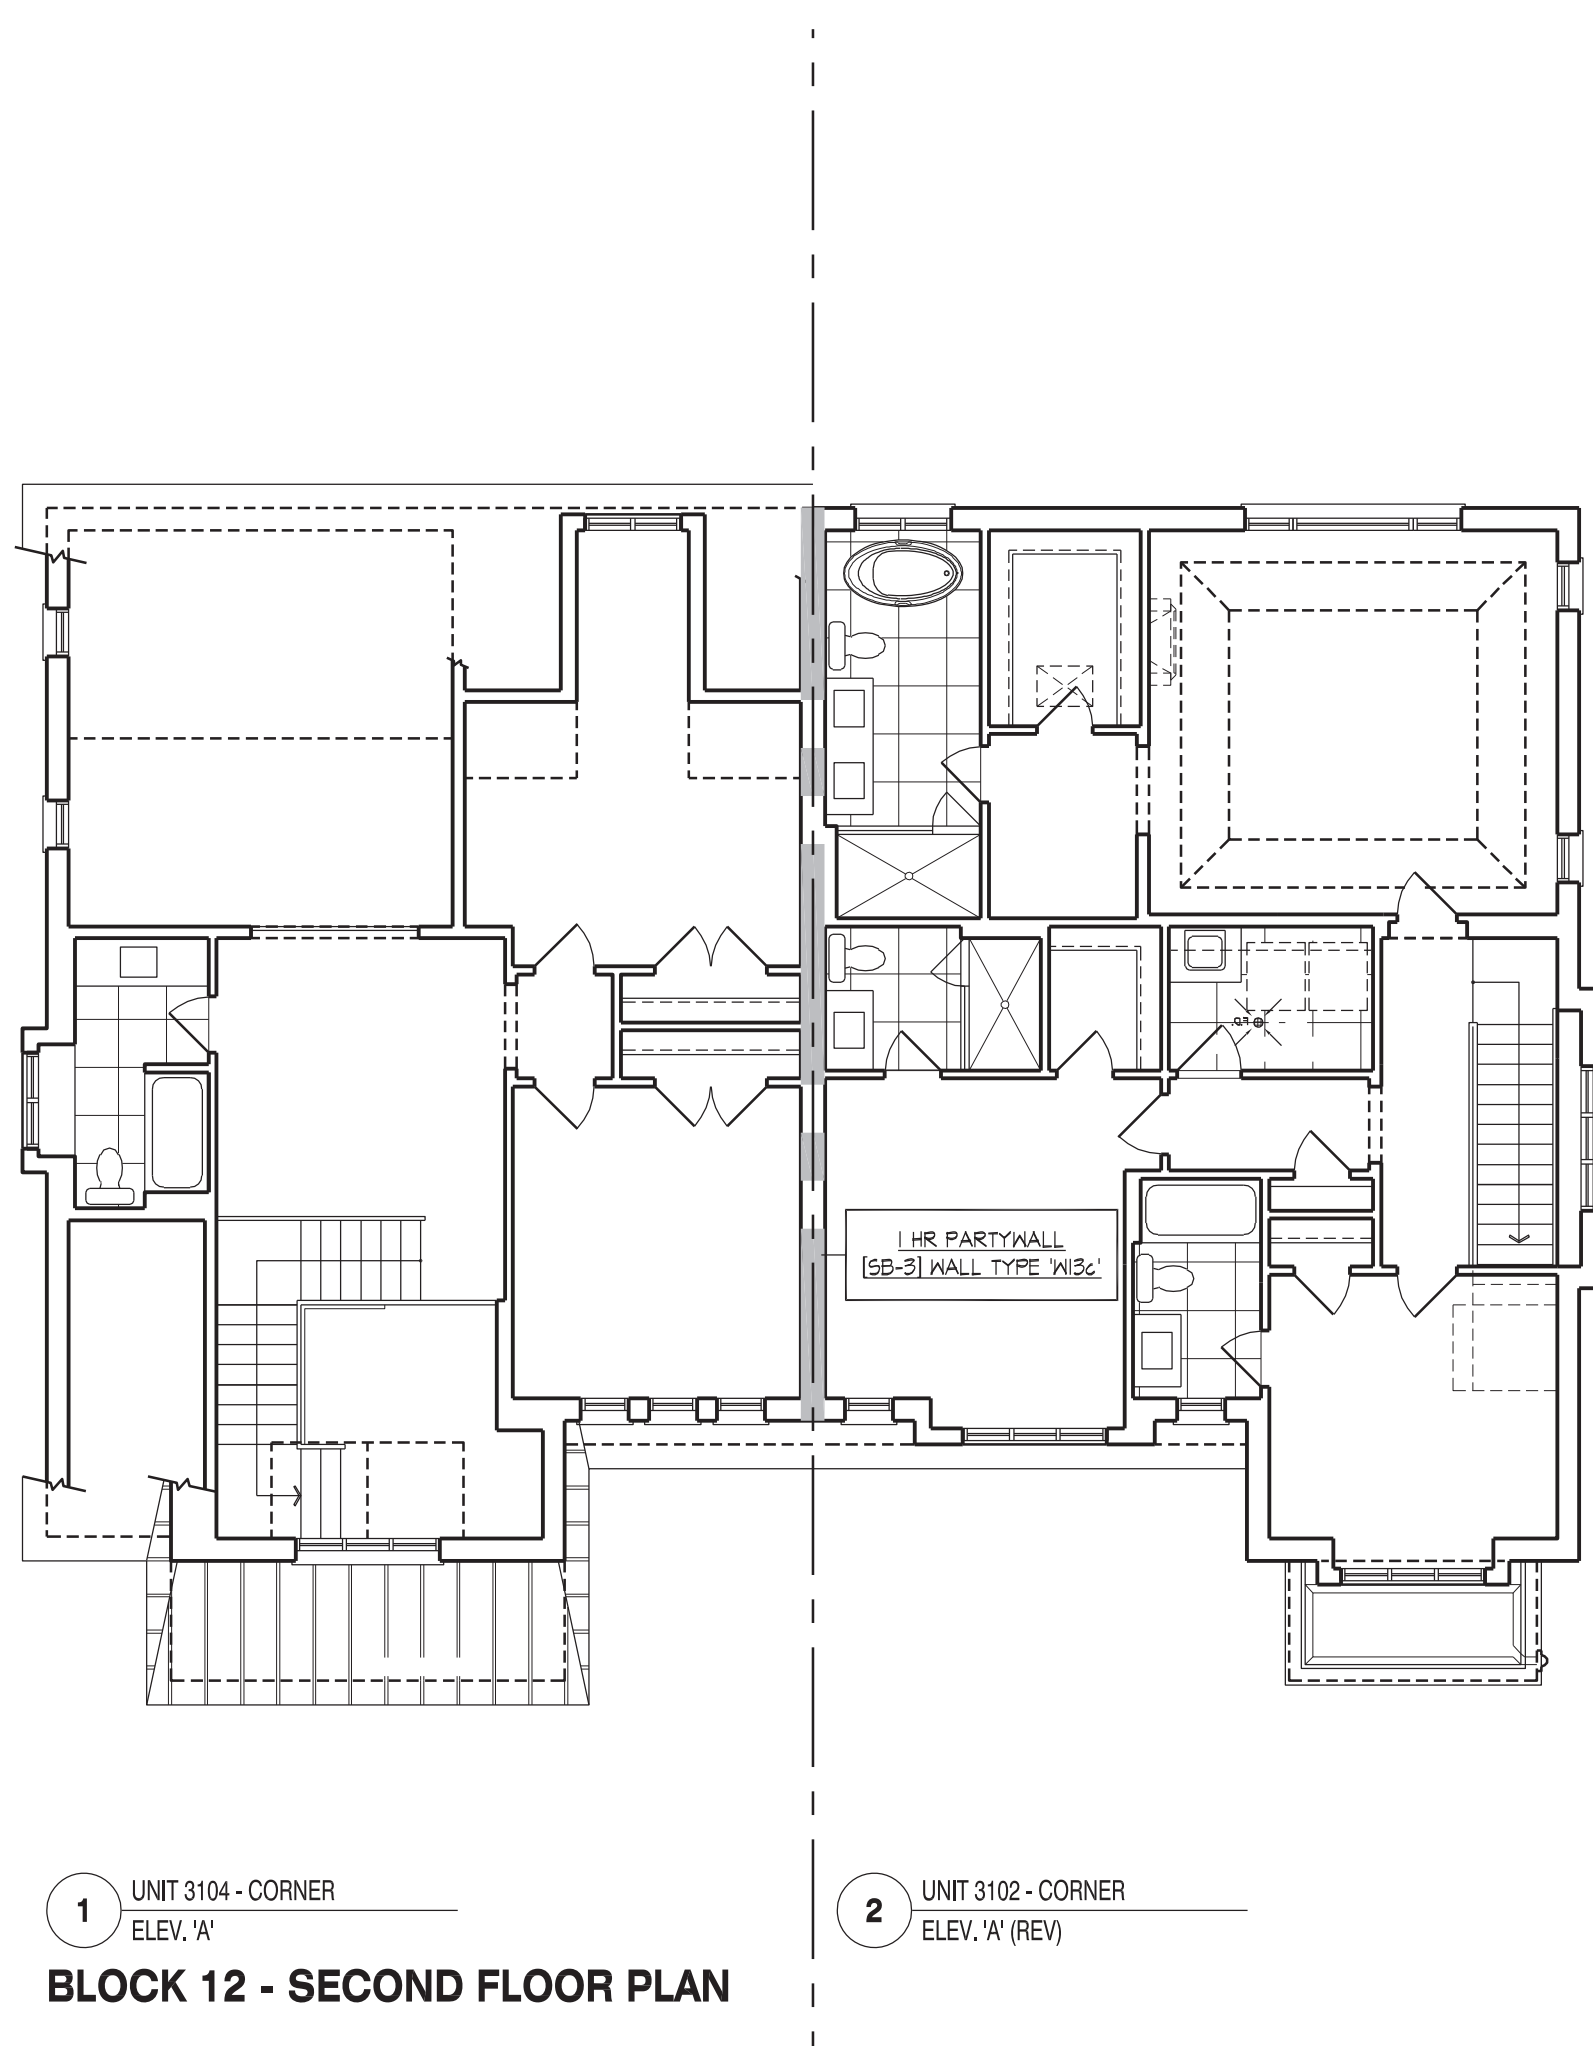 1 HR PARTYWALL
[SB-3] WALL TYPE 'W13c'
F.D.
1
UNIT 3104 - CORNER
ELEV. 'A'
2
UNIT 3102 - CORNER
ELEV. 'A' (REV)
BLOCK 12 - SECOND FLOOR PLAN